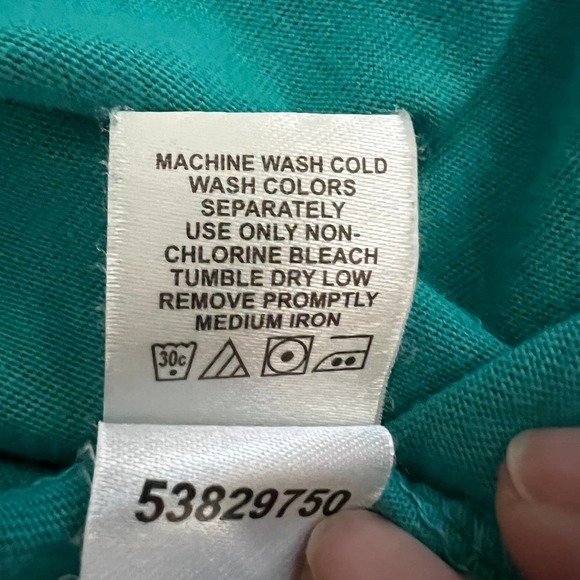 MACHINE WASH COLD
WASH COLORS
SEPARATELY
USE ONLY NON-
CHLORINE BLEACH
TUMBLE DRY LOW
REMOVE PROMPTLY
MEDIUM IRON
30c
53829750